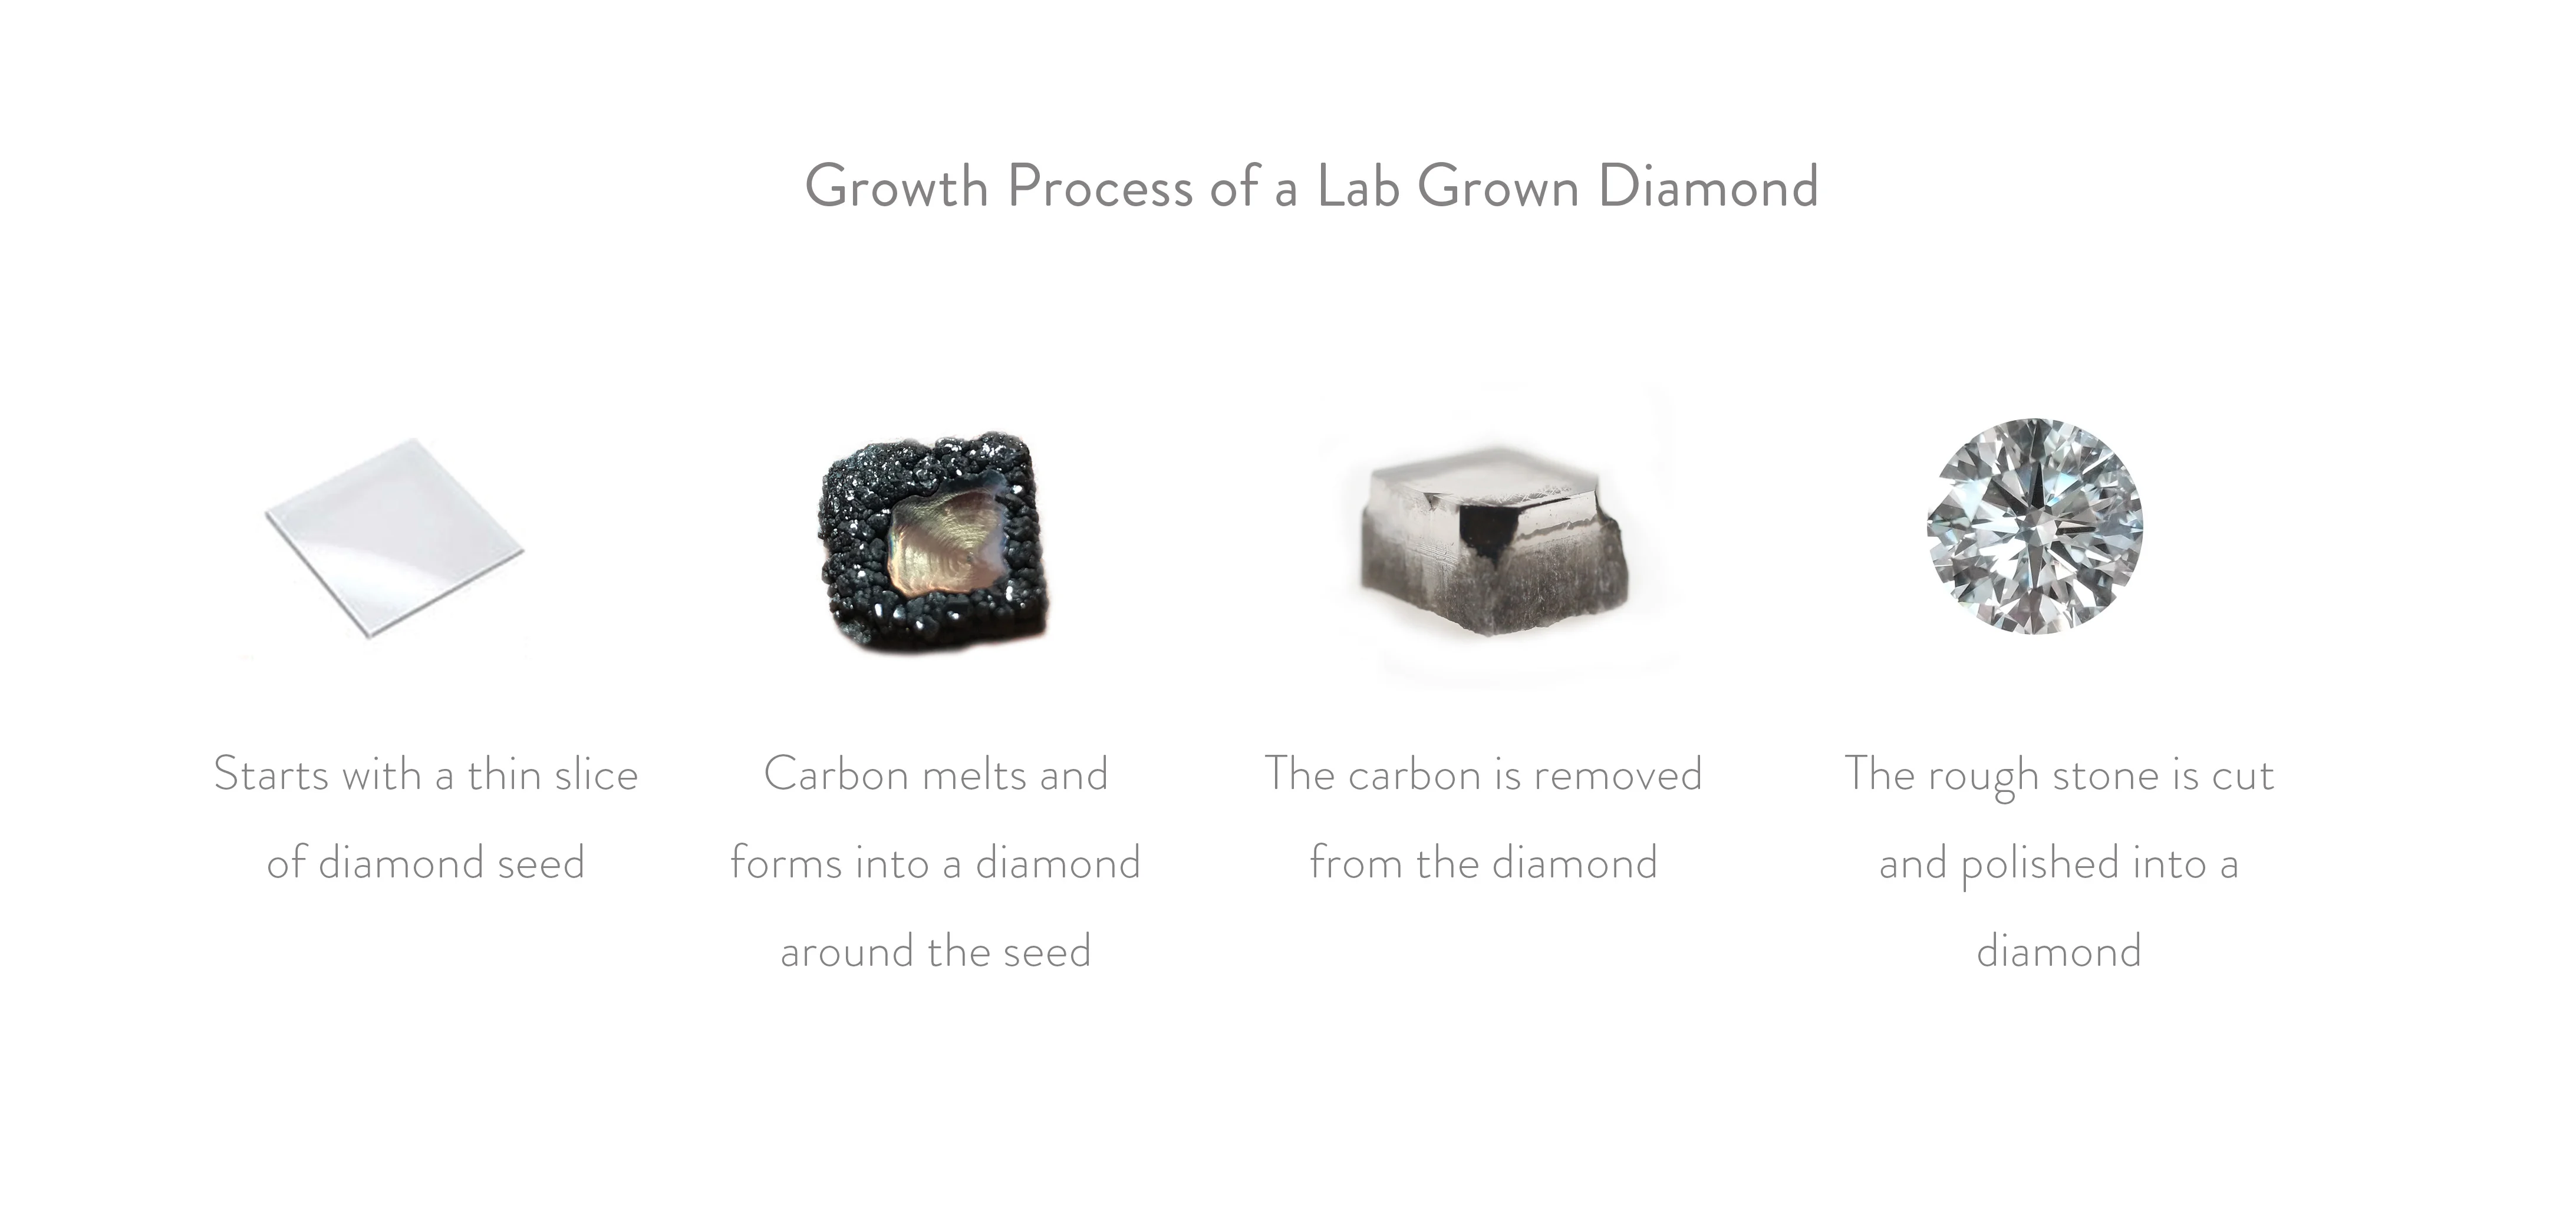 Growth Process of a Lab Grown Diamond
Starts with a thin slice
of diamond seed
Carbon melts and
forms into a diamond
around the seed
The carbon is removed
from the diamond
The rough stone is cut
and polished into a
diamond